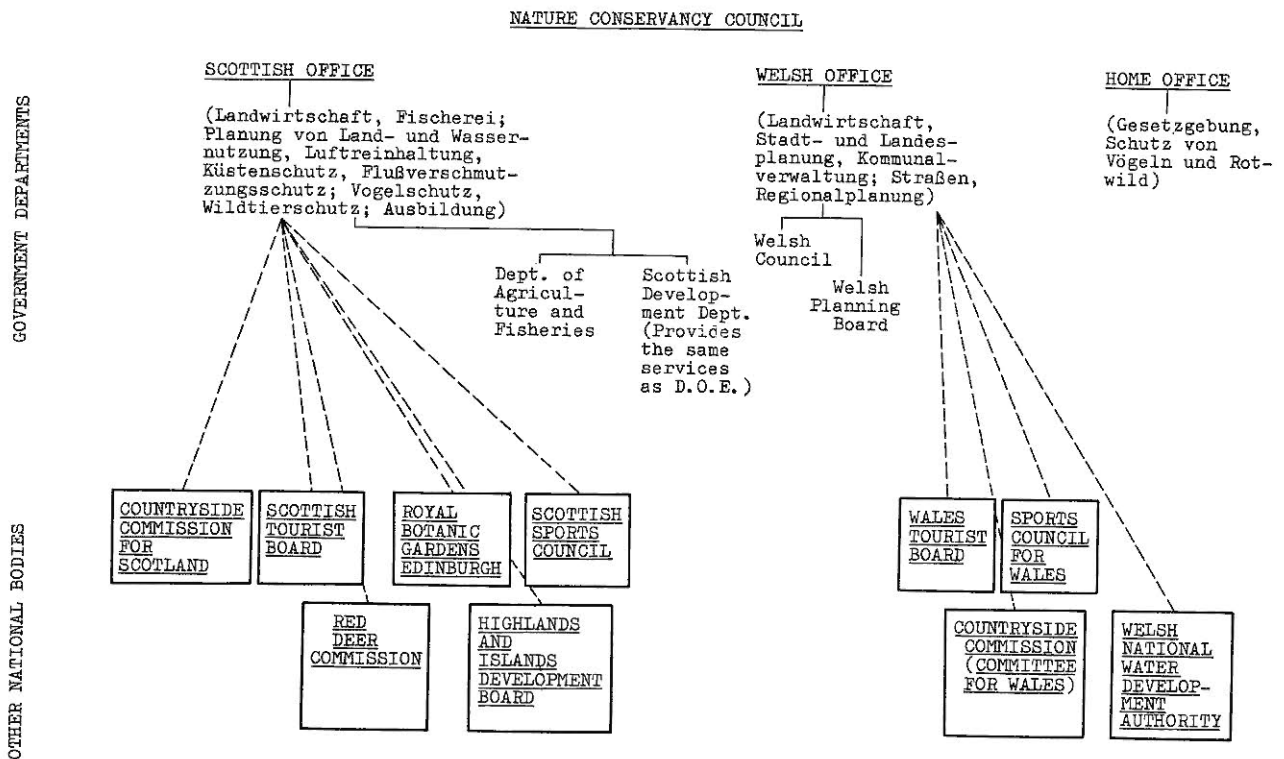 NATURE CONSERVANCY COUNCIL
GOVERNMENT DEPARTMENTS
SCOTTISH OFFICE
(Landwirtschaft, Fischerei;
Planung von Land- und Wasser-
nutzung, Luftreinhaltung,
Küstenschutz, Flußverschmut-
zungsschutz; Vogelschutz,
Wildtierschutz; Ausbildung)
Dept. of
Agricul-
ture and
Fisheries
Scottish
Develop-
ment Dept.
(Provides
the same
services
as D.O.E.)
WELSH OFFICE
(Landwirtschaft,
Stadt- und Landes-
planung, Kommunal-
verwaltung; Straßen,
Regionalplanung)
Welsh
Council
Welsh
Planning
Board
HOME OFFICE
(Gesetzgebung,
Schutz von
Vögeln und Rot-
wild)
OTHER NATIONAL BODIES
COUNTRYSIDE
COMMISSION
FOR
SCOTLAND
SCOTTISH
TOURIST
BOARD
ROYAL
BOTANIC
GARDENS
EDINBURGH
SCOTTISH
SPORTS
COUNCIL
RED
DEER
COMMISSION
HIGHLANDS
AND
ISLANDS
DEVELOPMENT
BOARD
WALES
TOURIST
BOARD
SPORTS
COUNCIL
FOR
WALES
COUNTRYSIDE
COMMISSION
(COMMITTEE
FOR WALES)
WELSH
NATIONAL
WATER
DEVELOP-
MENT
AUTHORITY